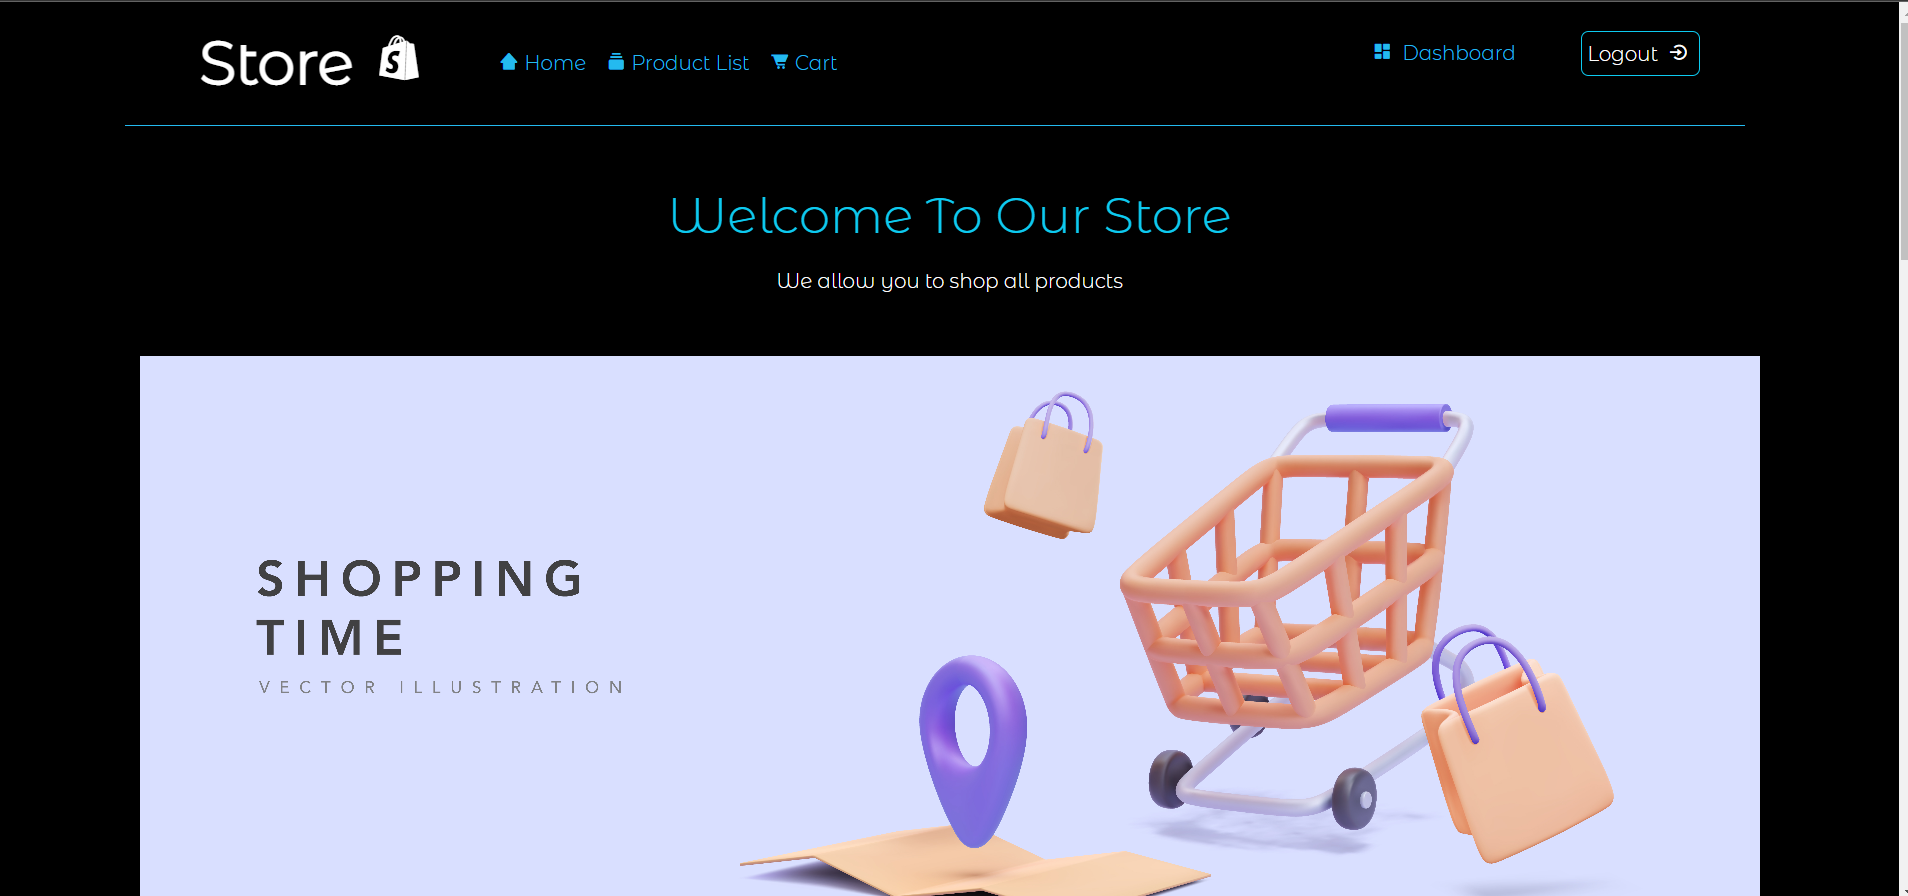 Store
Home Product List Cart
Dashboard
Logout
Welcome To Our Store
We allow you to shop all products
SHOPPING
TIME
VECTOR ILLUSTRATION